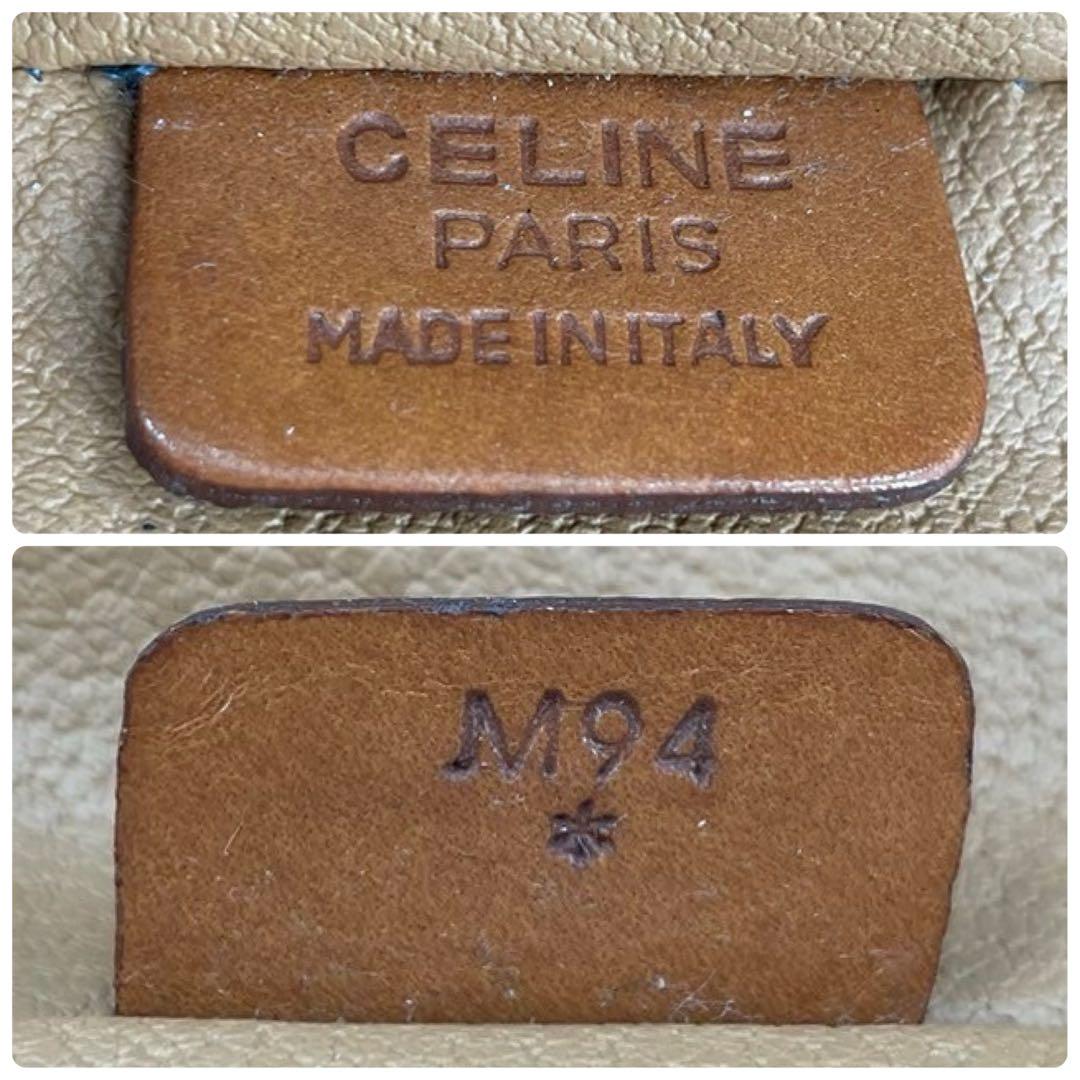 CELINE
PARIS
MADE IN ITALY
M94
*